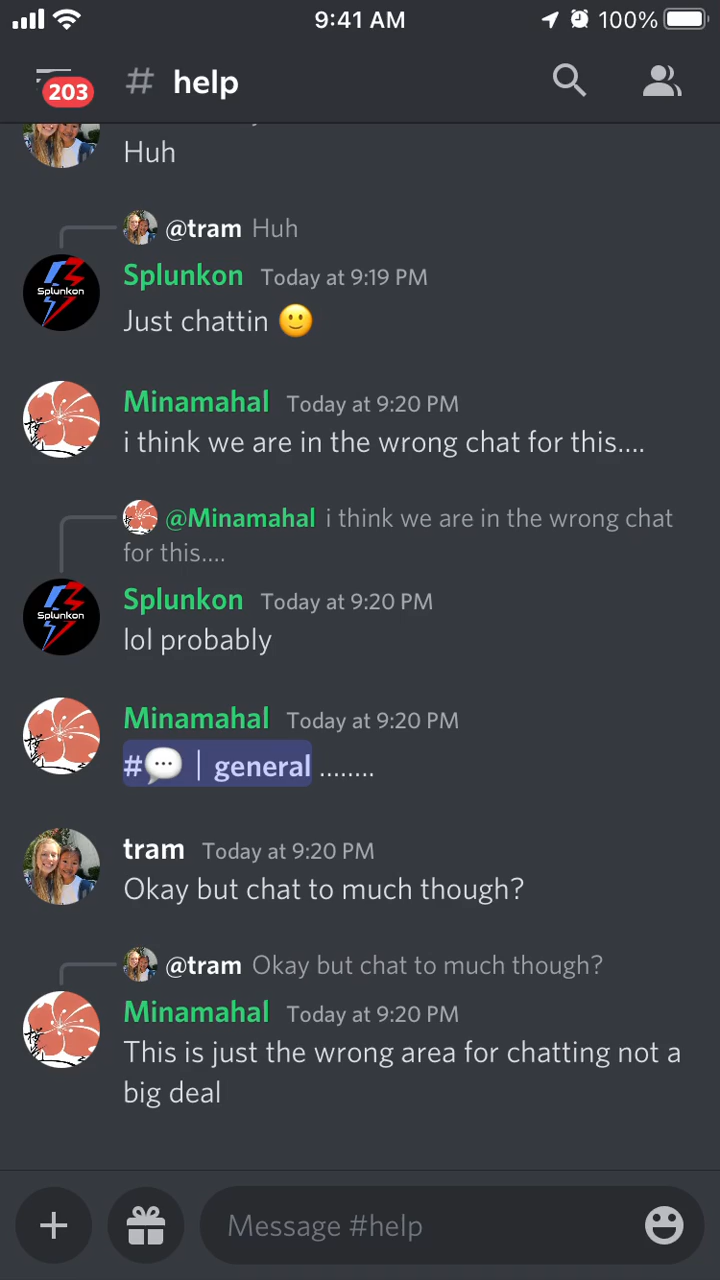 9:41 AM 100%
203 # help
Huh
@tram Huh
Splunkon Today at 9:19 PM
Splunkon
Just chattin 🙂
Minamahal Today at 9:20 PM
i think we are in the wrong chat for this....
@Minamahal i think we are in the wrong chat
for this....
Splunkon Today at 9:20 PM
Splunkon
lol probably
Minamahal Today at 9:20 PM
#💬 | general ........
tram Today at 9:20 PM
Okay but chat to much though?
@tram Okay but chat to much though?
Minamahal Today at 9:20 PM
This is just the wrong area for chatting not a
big deal
Message #help